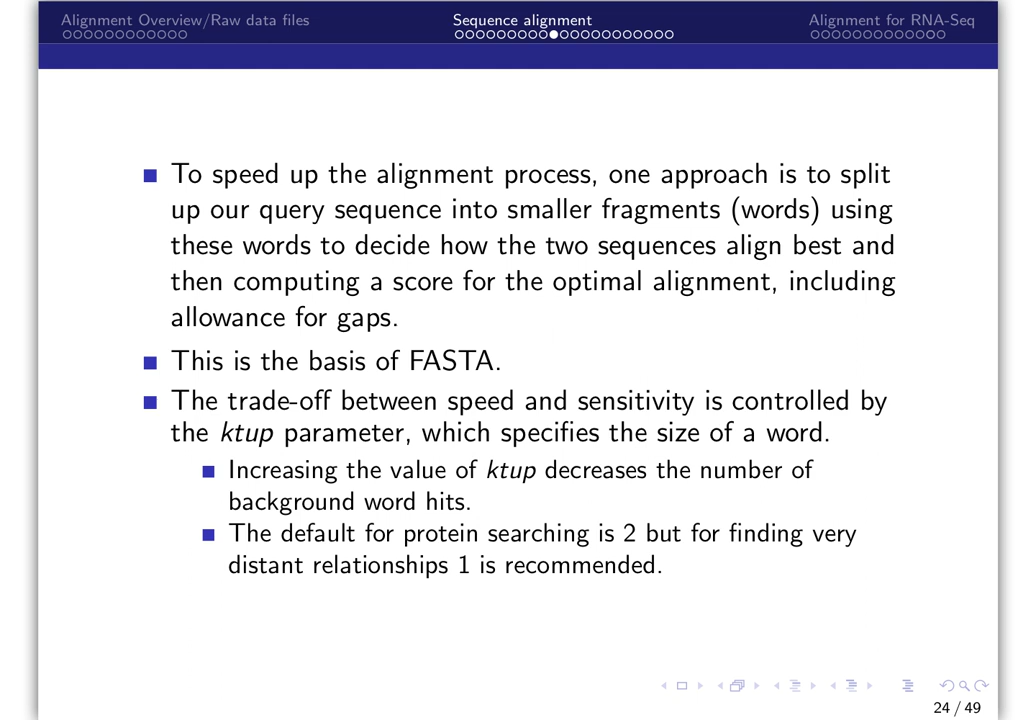 Alignment Overview/Raw data files
Sequence alignment
Alignment for RNA-Seq
To speed up the alignment process, one approach is to split
up our query sequence into smaller fragments (words) using
these words to decide how the two sequences align best and
then computing a score for the optimal alignment, including
allowance for gaps.
This is the basis of FASTA.
The trade-off between speed and sensitivity is controlled by
the ktup parameter, which specifies the size of a word.
Increasing the value of ktup decreases the number of
background word hits.
The default for protein searching is 2 but for finding very
distant relationships 1 is recommended.
24 / 49